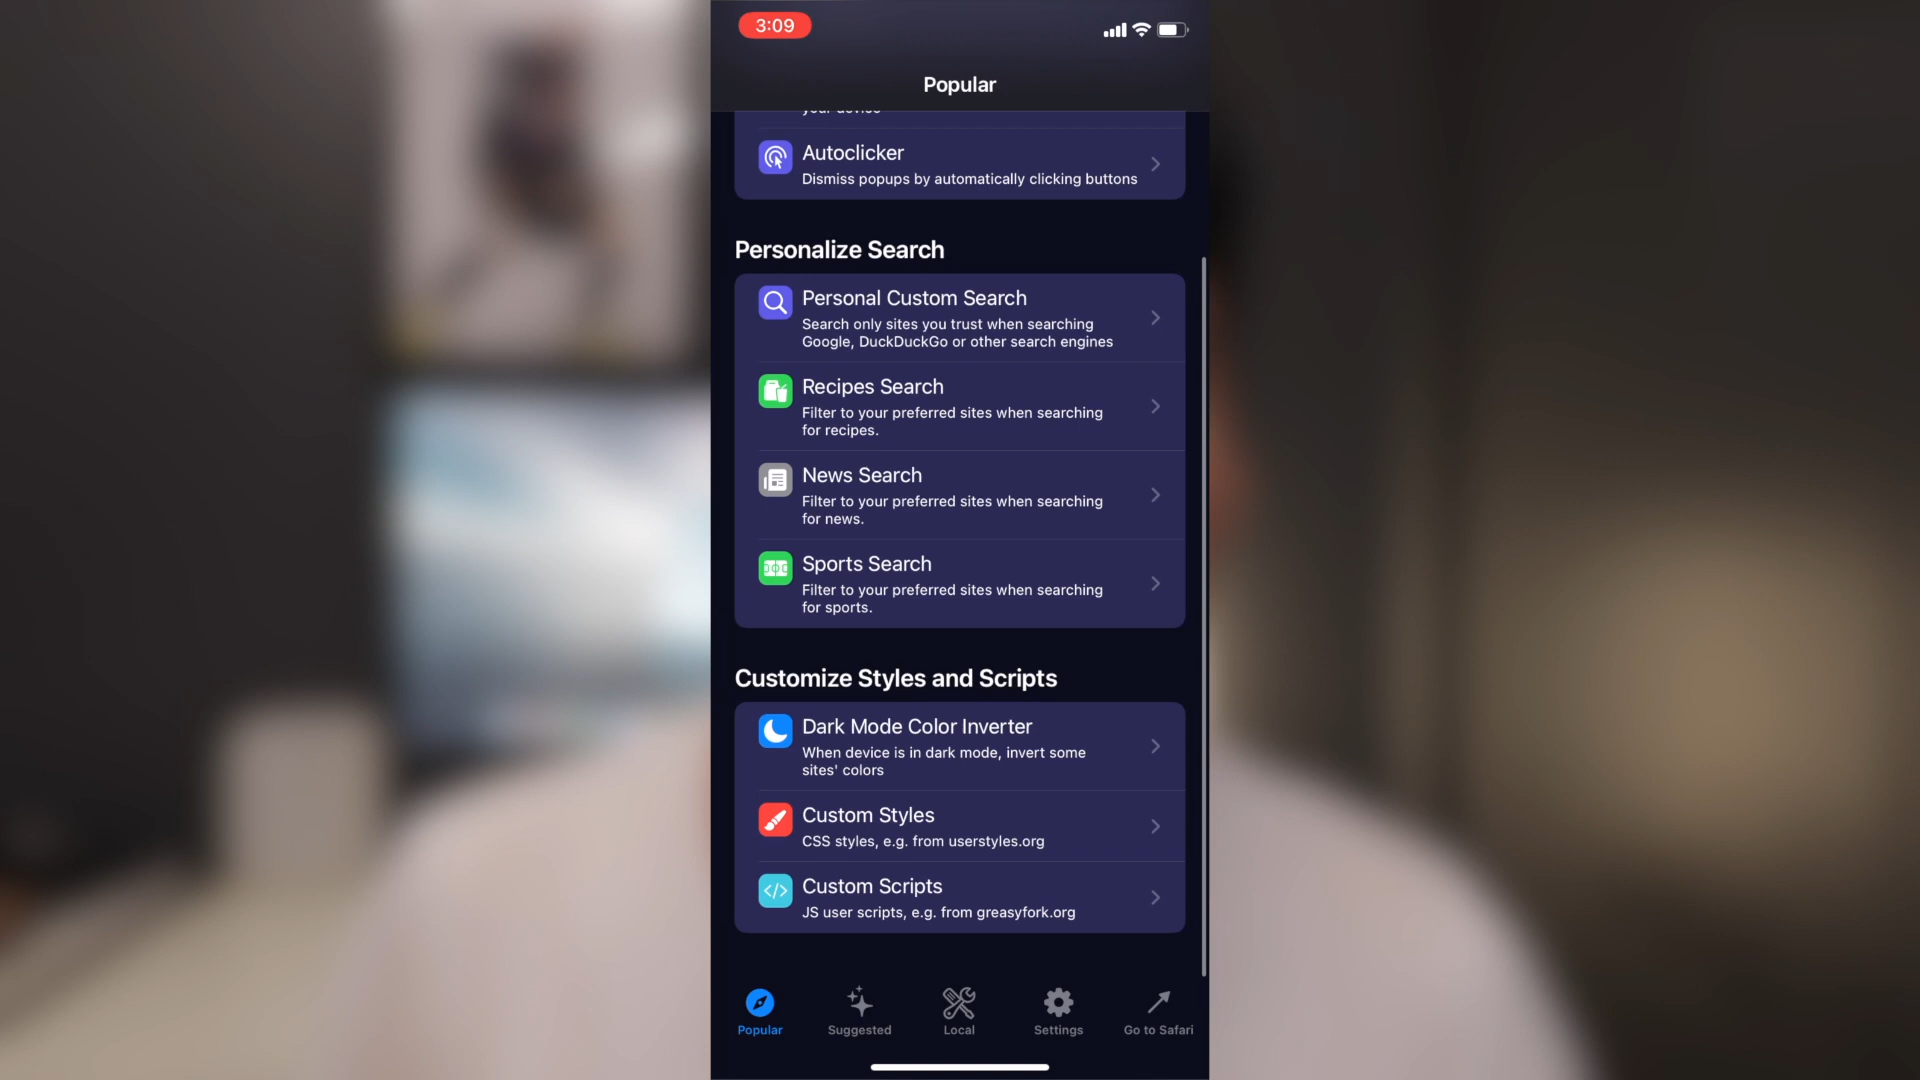 3:09
Popular
Autoclicker
Dismiss popups by automatically clicking buttons
Personalize Search
Personal Custom Search
Search only sites you trust when searching
Google, DuckDuckGo or other search engines
Recipes Search
Filter to your preferred sites when searching
for recipes.
News Search
Filter to your preferred sites when searching
for news.
Sports Search
Filter to your preferred sites when searching
for sports.
Customize Styles and Scripts
Dark Mode Color Inverter
When device is in dark mode, invert some
sites' colors
Custom Styles
CSS styles, e.g. from userstyles.org
Custom Scripts
JS user scripts, e.g. from greasyfork.org
Popular
Suggested
Local
Settings
Go to Safari